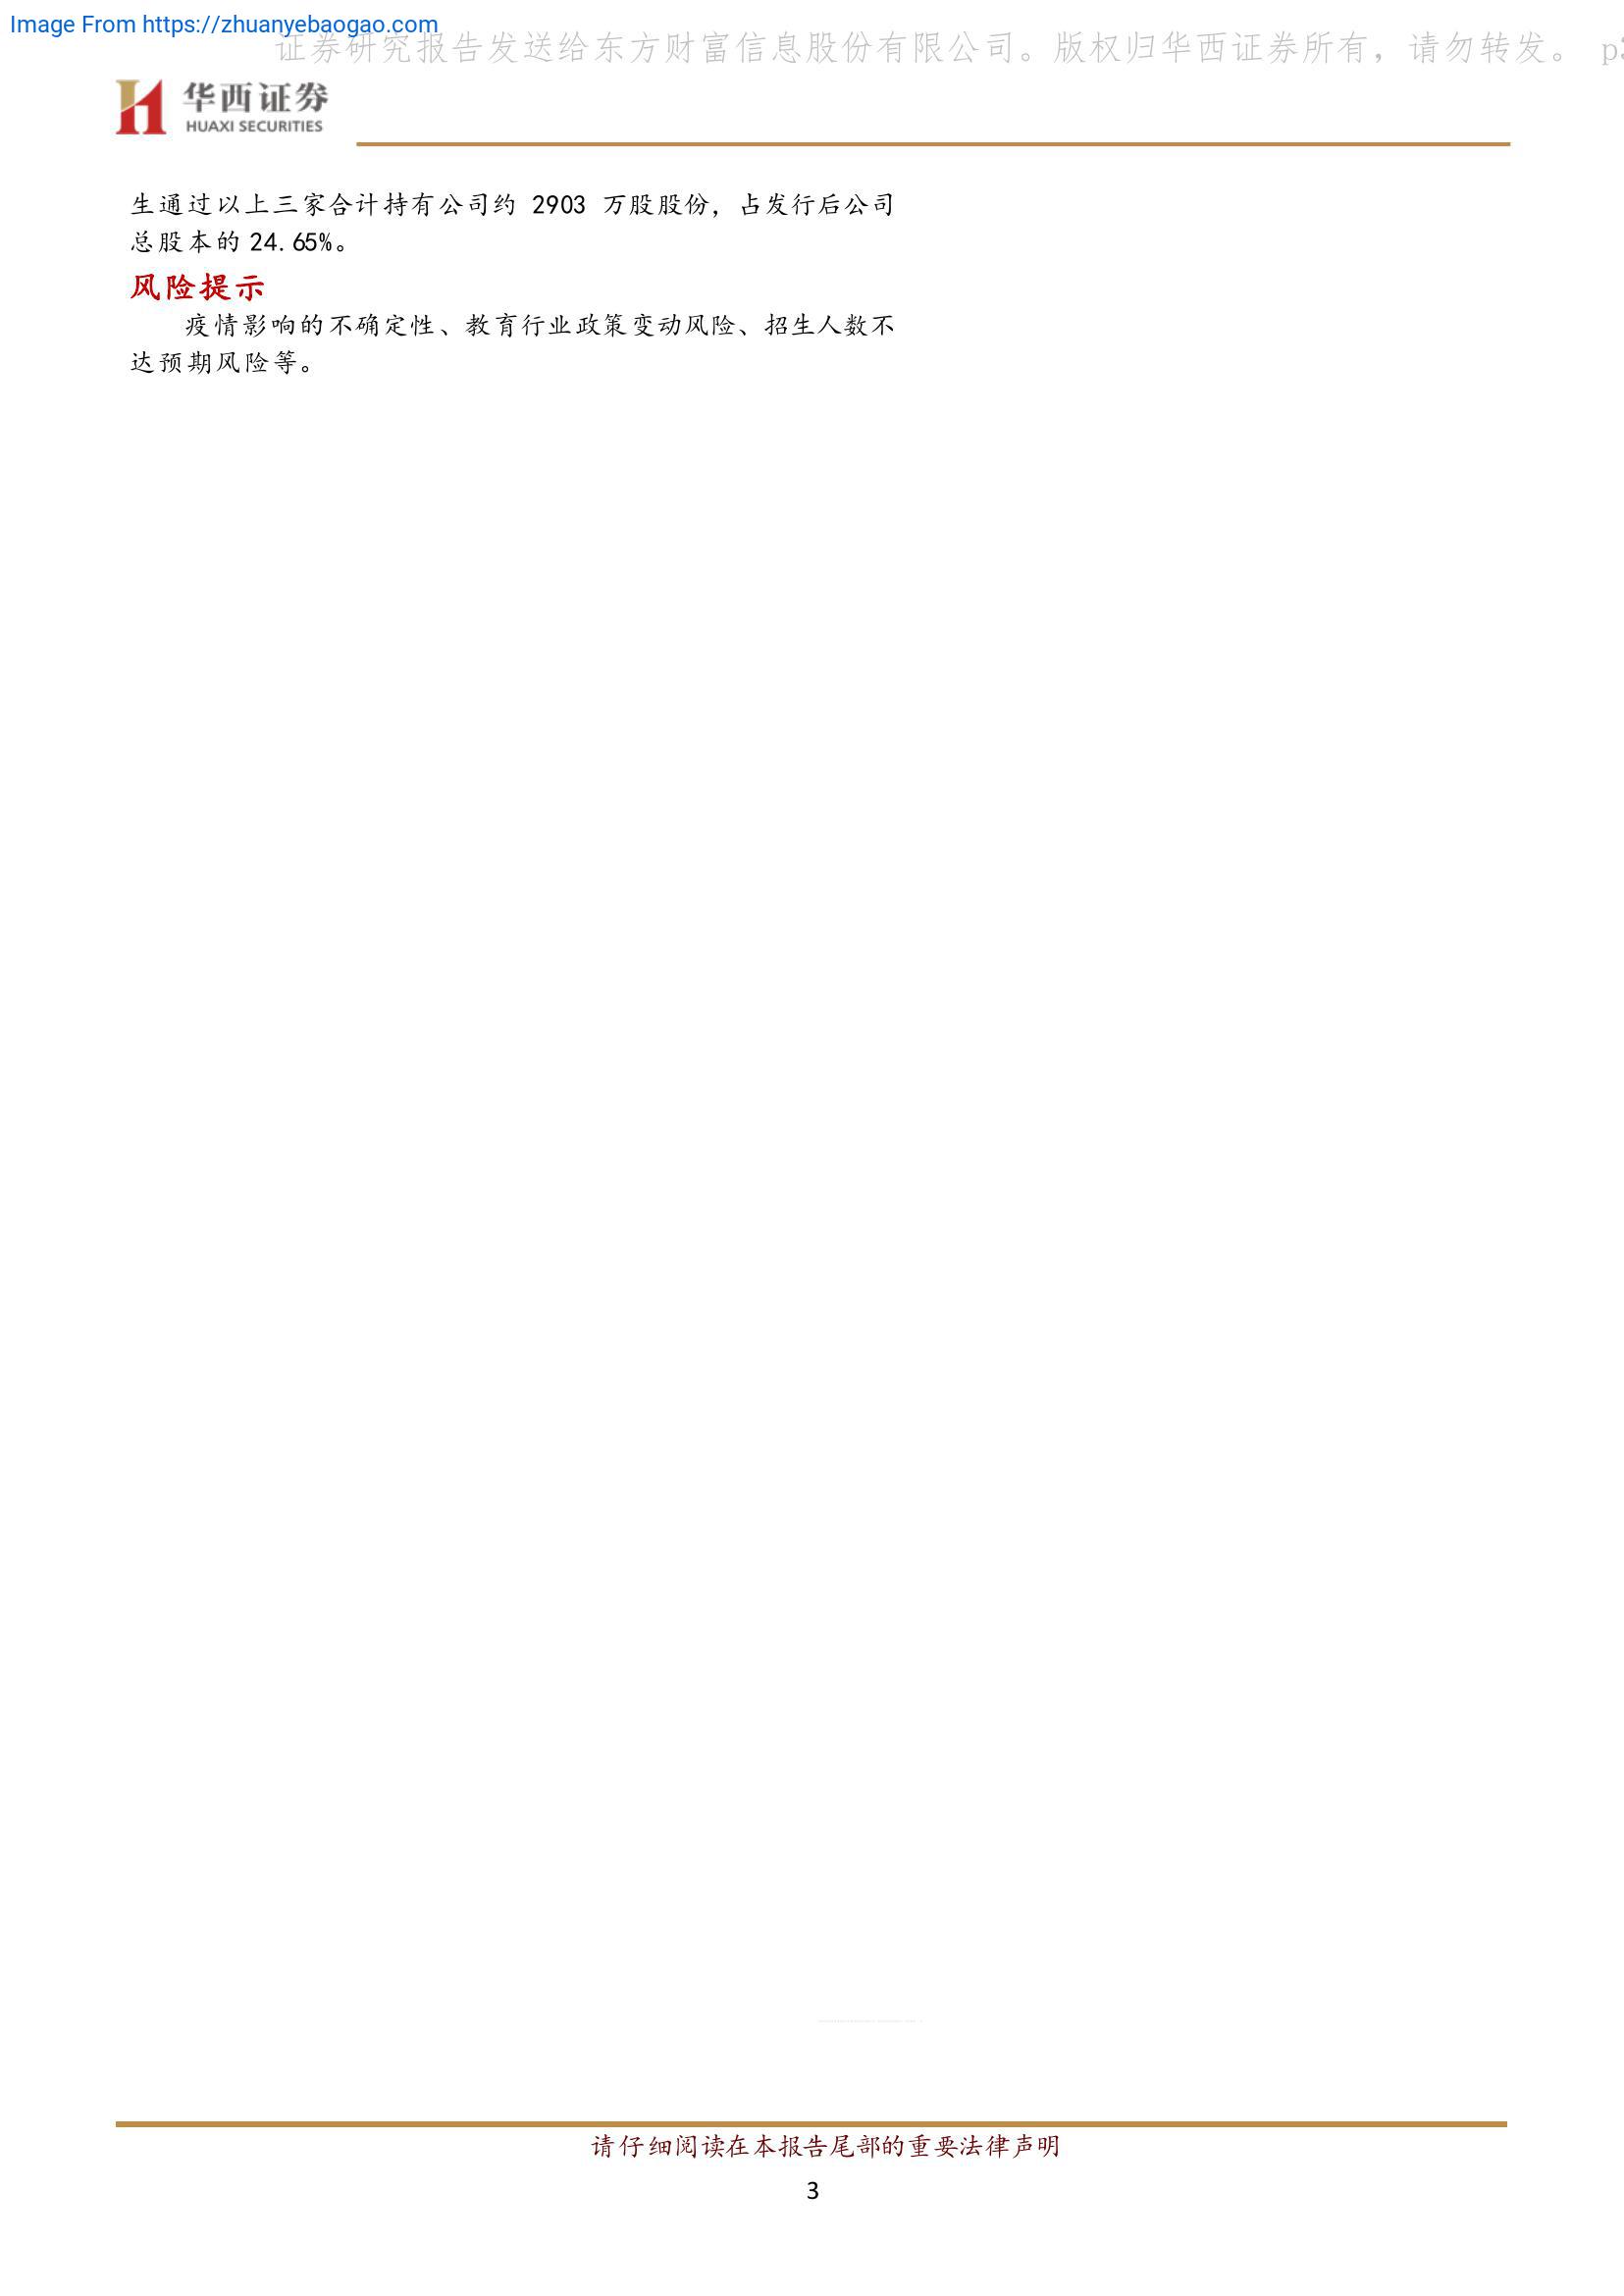 Image From https://zhuanyebaogao.com
证券研究报告发送给东方财富信息股份有限公司。版权归华西证券所有，请勿转发。 p
华西证券
HUAXI SECURITIES
生通过以上三家合计持有公司约 2903 万股股份，占发行后公司
总股本的 24.65%。
风险提示
疫情影响的不确定性、教育行业政策变动风险、招生人数不
达预期风险等。
请仔细阅读在本报告尾部的重要法律声明
3